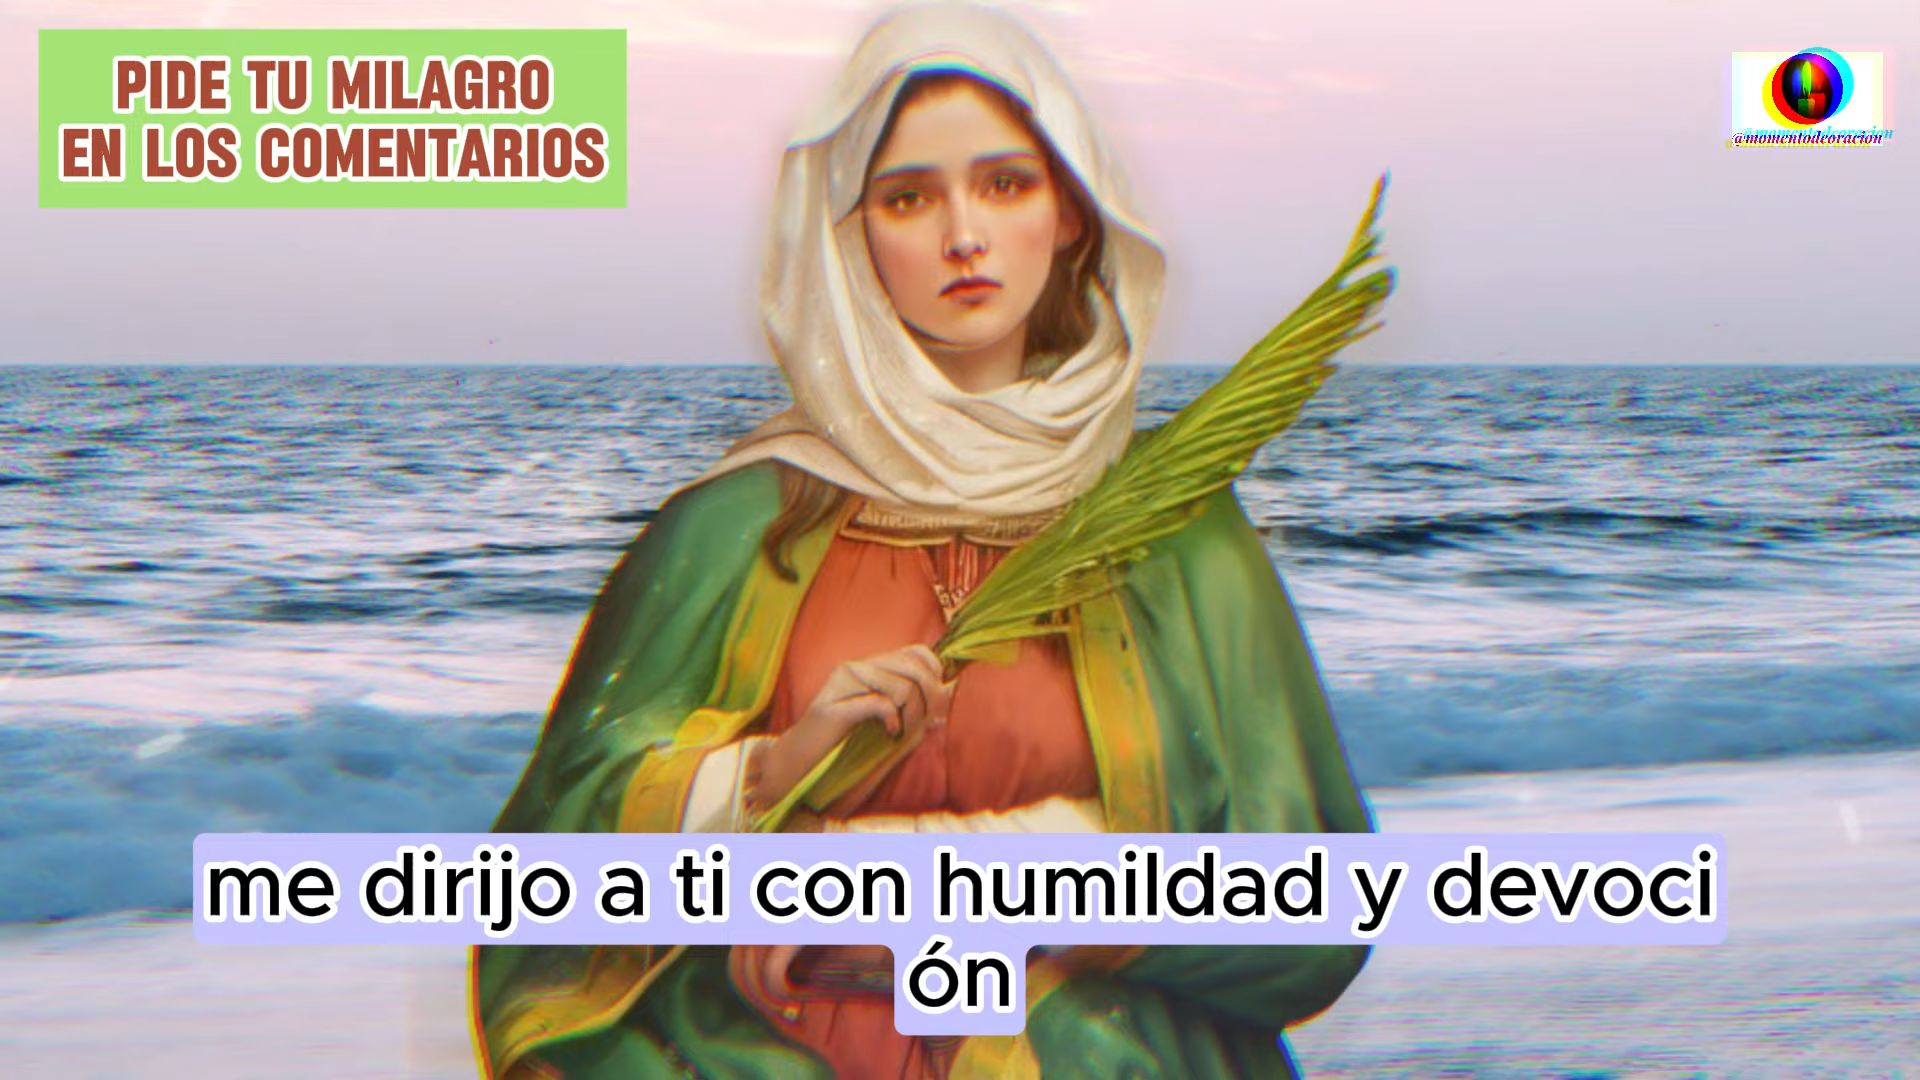 PIDE TU MILAGRO
EN LOS COMENTARIOS
@momentodeoracion
me dirijo a ti con humildad y devoci
ón